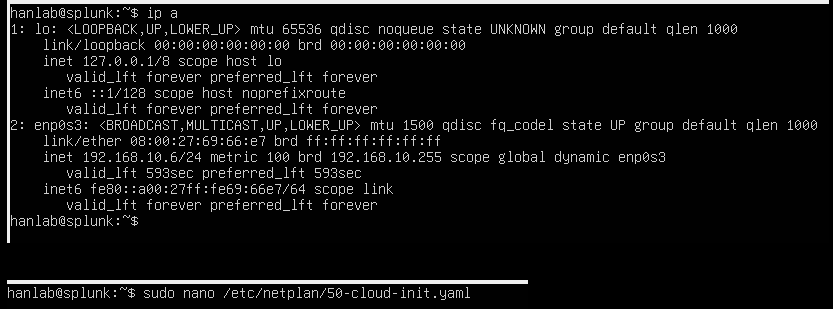 hanlab@splunk:~$ ip a
1: lo: <LOOPBACK,UP,LOWER_UP> mtu 65536 qdisc noqueue state UNKNOWN group default qlen 1000
    link/loopback 00:00:00:00:00:00 brd 00:00:00:00:00:00
    inet 127.0.0.1/8 scope host lo
       valid_lft forever preferred_lft forever
    inet6 ::1/128 scope host noprefixroute
       valid_lft forever preferred_lft forever
2: enp0s3: <BROADCAST,MULTICAST,UP,LOWER_UP> mtu 1500 qdisc fq_codel state UP group default qlen 1000
    link/ether 08:00:27:69:66:e7 brd ff:ff:ff:ff:ff:ff
    inet 192.168.10.6/24 metric 100 brd 192.168.10.255 scope global dynamic enp0s3
       valid_lft 593sec preferred_lft 593sec
    inet6 fe80::a00:27ff:fe69:66e7/64 scope link
       valid_lft forever preferred_lft forever
hanlab@splunk:~$
hanlab@splunk:~$ sudo nano /etc/netplan/50-cloud-init.yaml